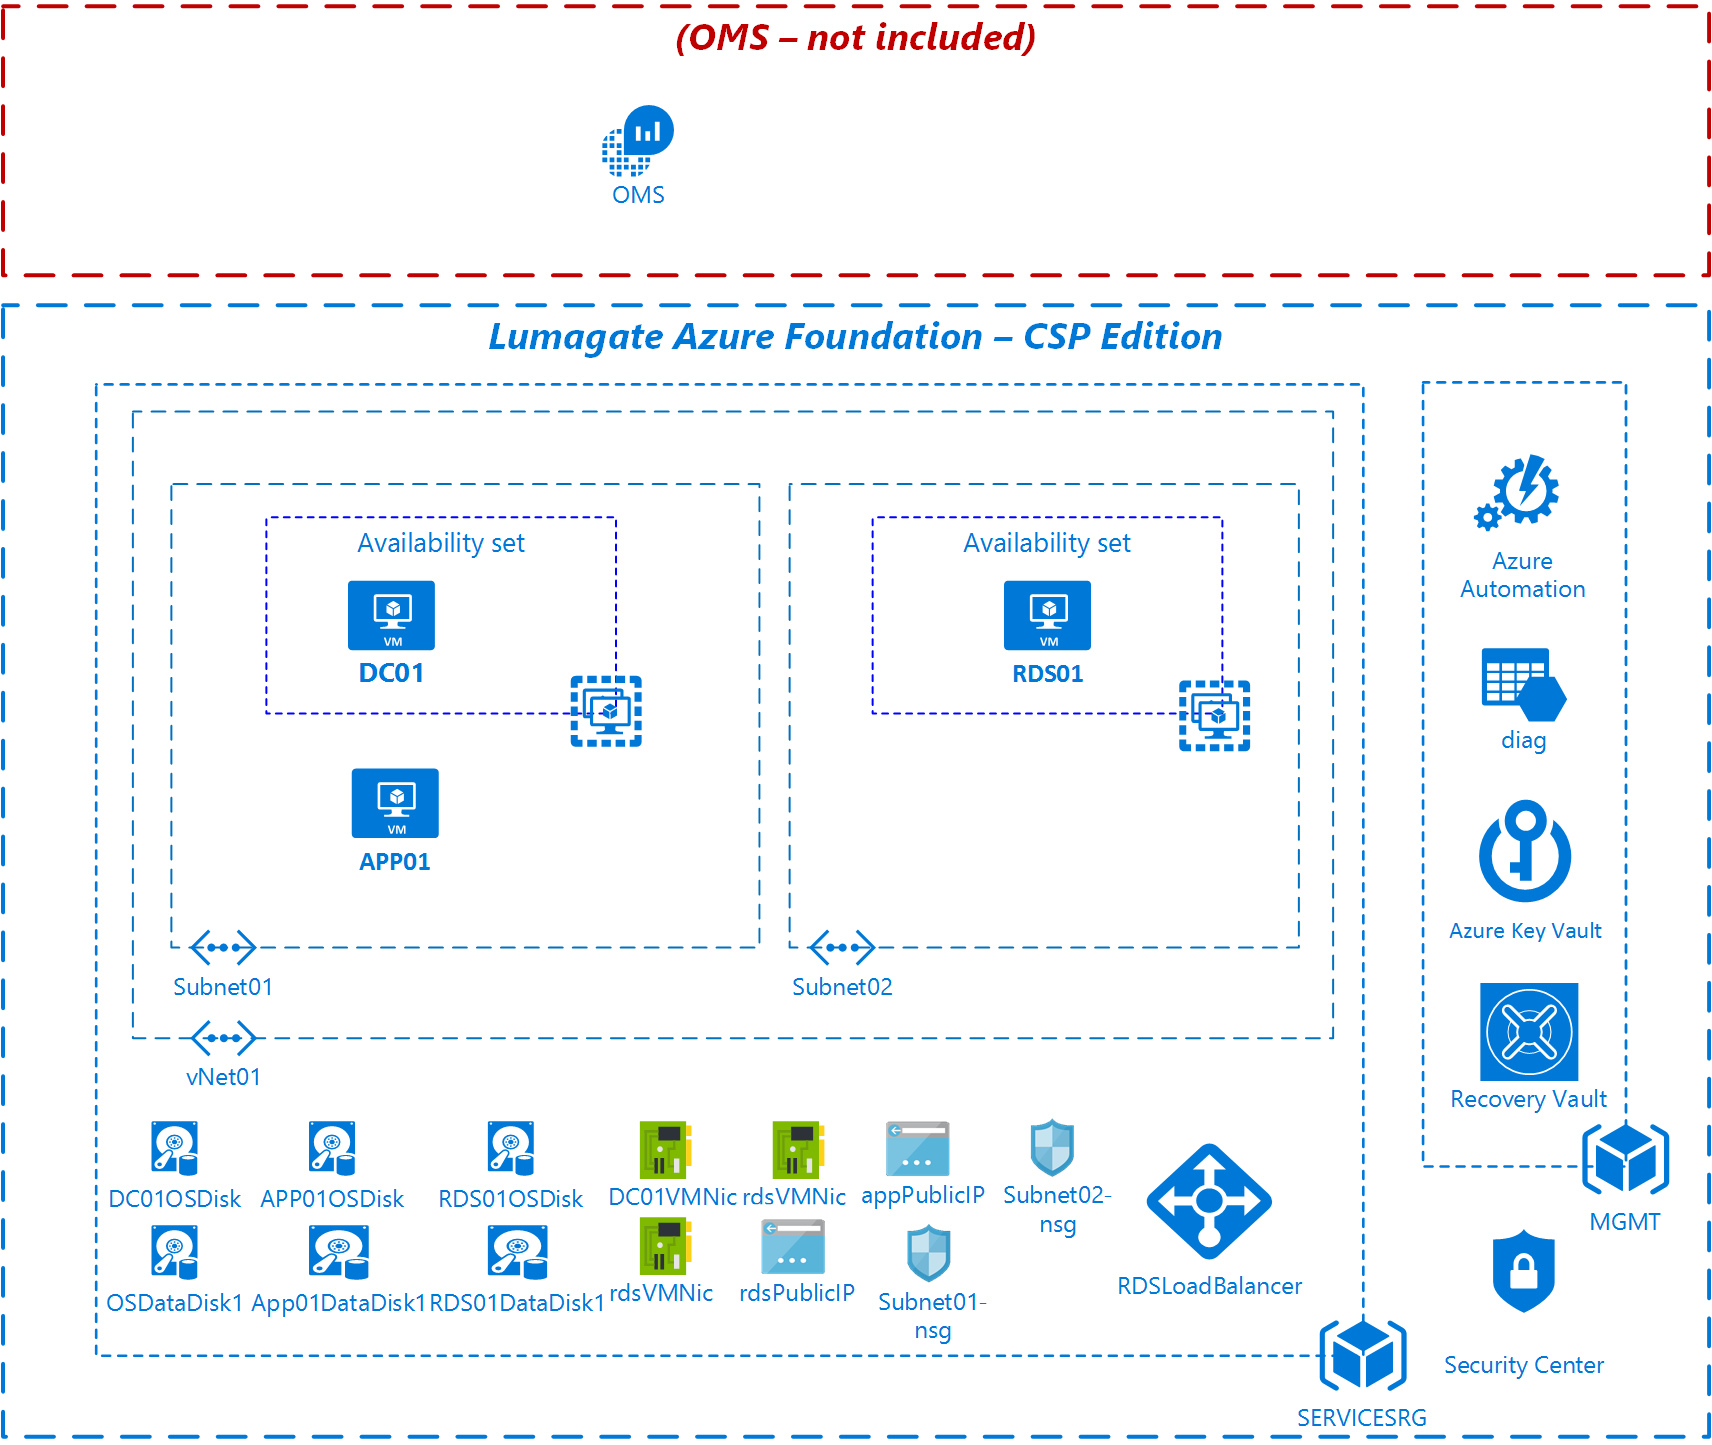 (OMS – not included)
OMS
Lumagate Azure Foundation – CSP Edition
Availability set
VM
DC01
VM
APP01
Subnet01
Availability set
VM
RDS01
Subnet02
vNet01
DC01OSDisk
APP01OSDisk
RDS01OSDisk
DC01VMNic
rdsVMNic
appPublicIP
Subnet02-
nsg
OSDataDisk1
App01DataDisk1
RDS01DataDisk1
rdsVMNic
rdsPublicIP
Subnet01-
nsg
RDSLoadBalancer
SERVICESRG
Azure
Automation
diag
Azure Key Vault
Recovery Vault
MGMT
Security Center